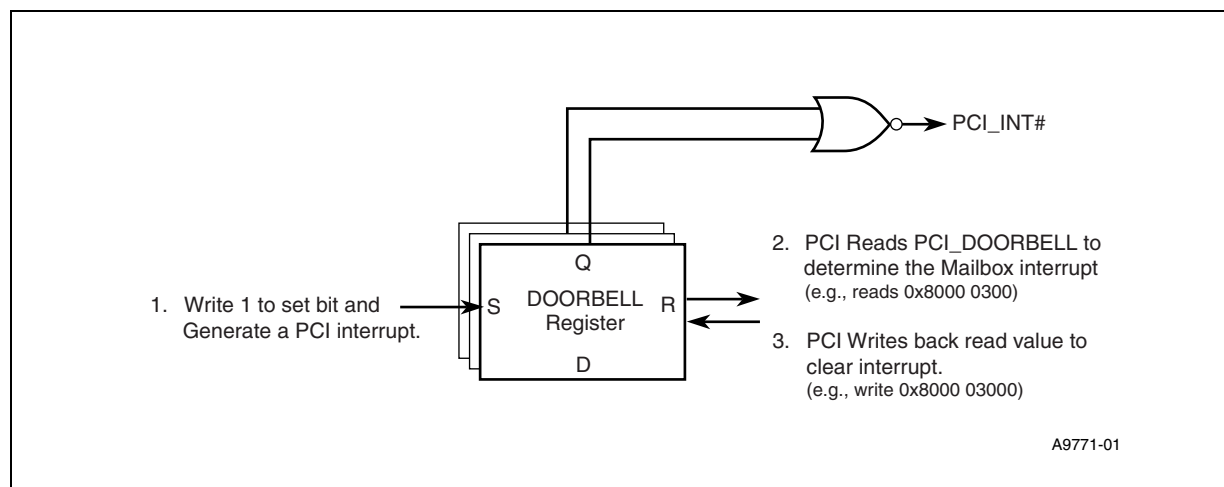 PCI_INT#
Q
S
DOORBELL
Register
R
D
1. Write 1 to set bit and
Generate a PCI interrupt.
2. PCI Reads PCI_DOORBELL to
determine the Mailbox interrupt
(e.g., reads 0x8000 0300)
3. PCI Writes back read value to
clear interrupt.
(e.g., write 0x8000 03000)
A9771-01